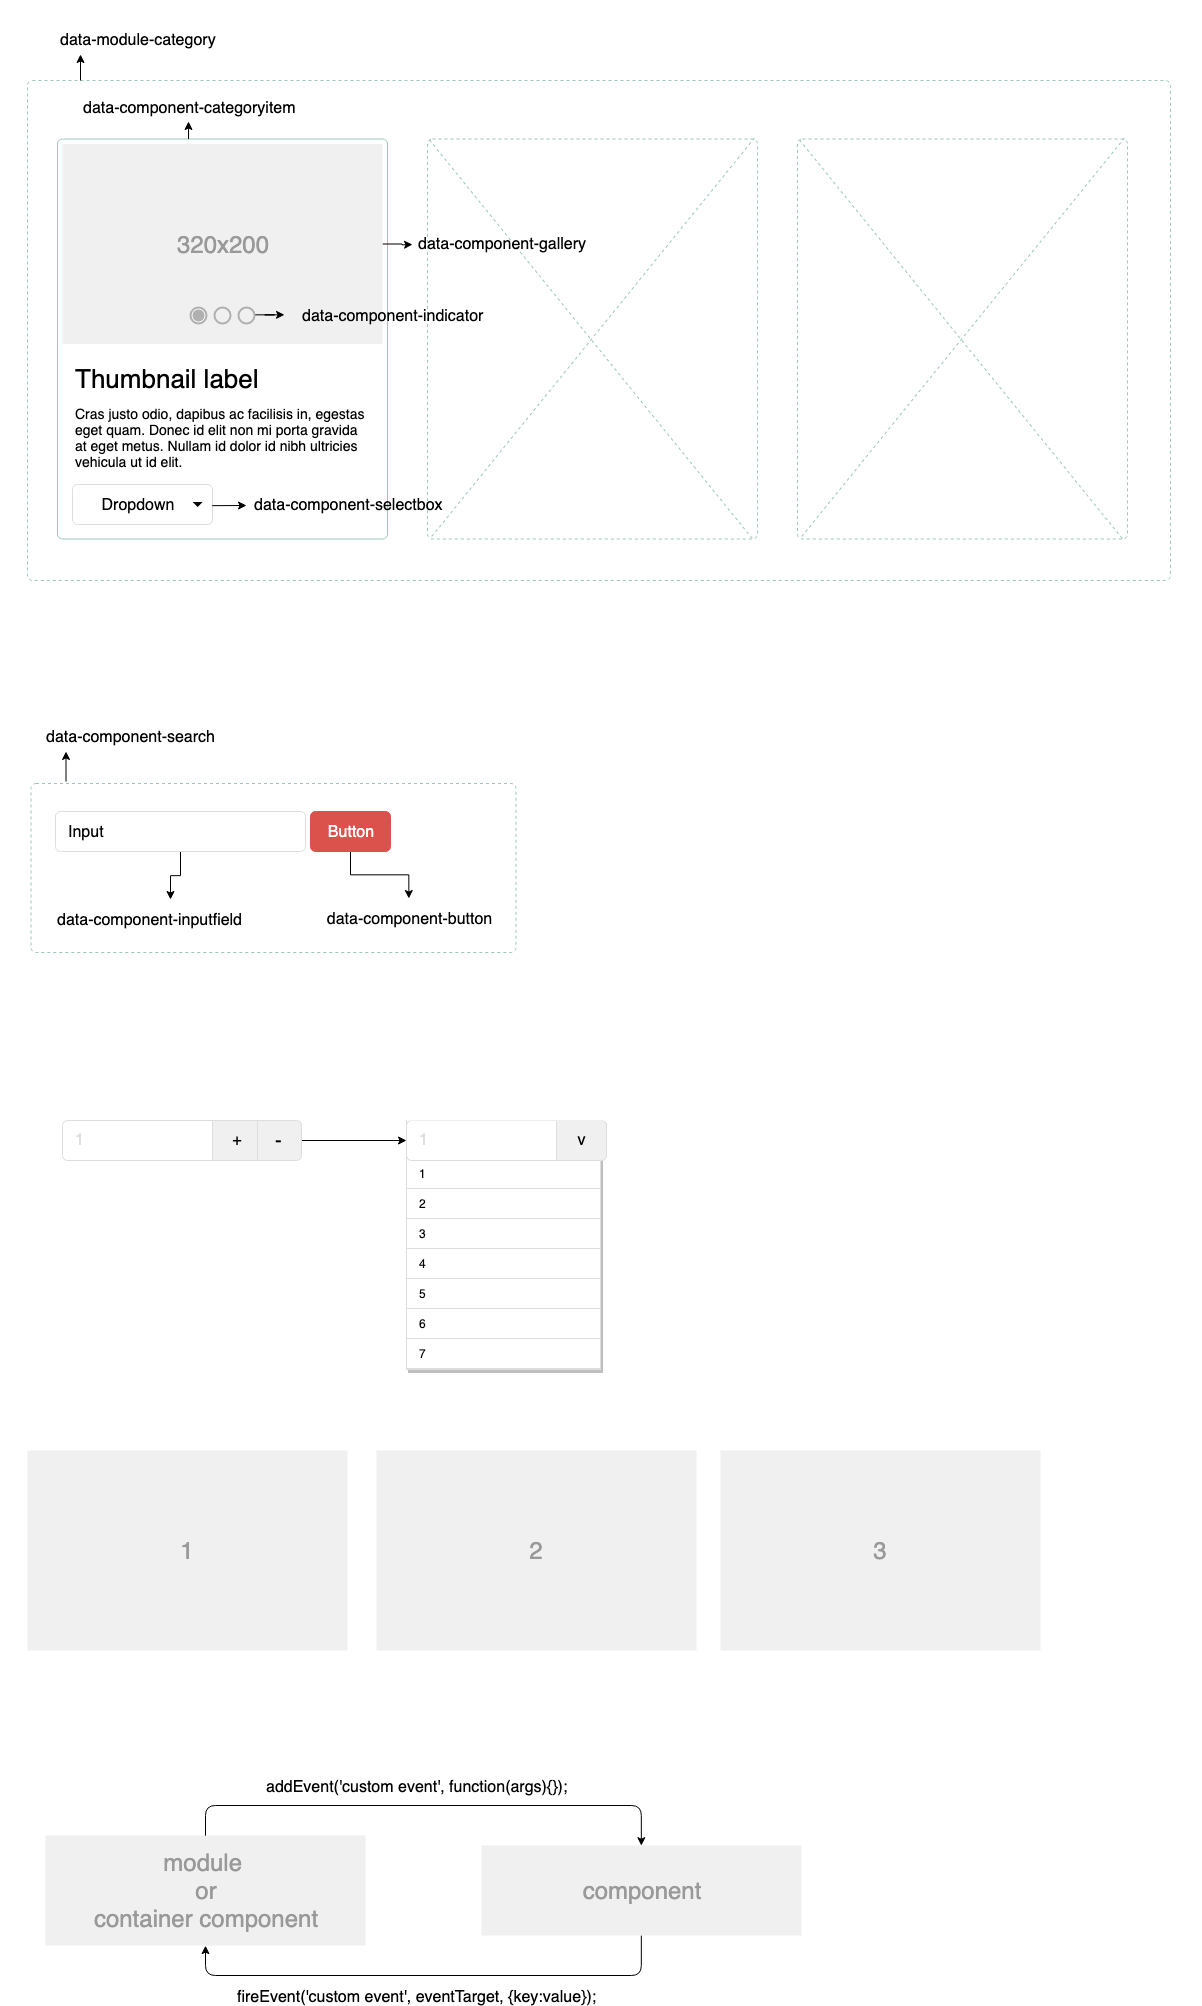 data-module-category
data-component-categoryitem
320x200
data-component-gallery
data-component-indicator
Thumbnail label
Cras justo odio, dapibus ac facilisis in, egestas
eget quam. Donec id elit non mi porta gravida
at eget metus. Nullam id dolor id nibh ultricies
vehicula ut id elit.
Dropdown
data-component-selectbox
data-component-search
Input
Button
data-component-inputfield
data-component-button
1
+
-
1
v
1
2
3
4
5
6
7
1
2
3
addEvent('custom event', function(args){});
module
or
container component
component
fireEvent('custom event', eventTarget, {key:value});